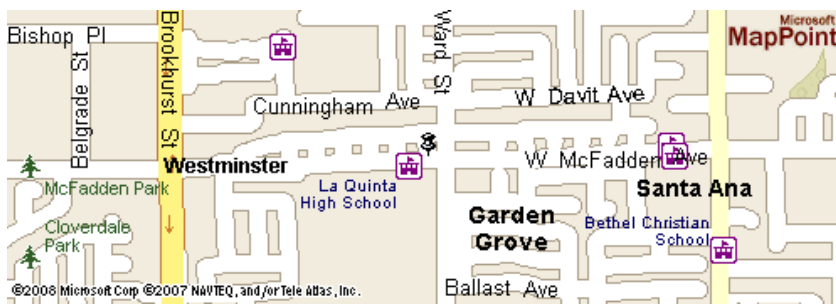 Bishop Pl
Belgrade St
Brookhurst St
Ward St
Microsoft
MapPoint
Cunningham Ave
W Davit Ave
Westminster
W McFadden Ave
McFadden Park
La Quinta
High School
Santa Ana
Garden
Grove
Cloverdale
Park
Bethel Christian
School
Ballast Ave
©2008 Microsoft Corp ©2007 NAVTEQ, and/or Tele Atlas, Inc.